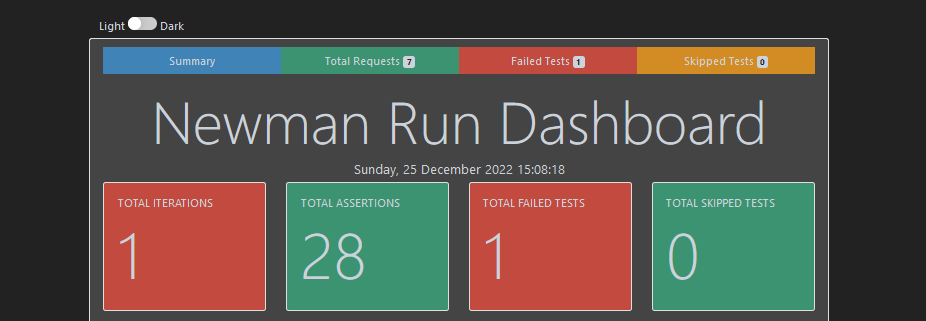 Light Dark
Summary Total Requests 7 Failed Tests 1 Skipped Tests 0
Newman Run Dashboard
Sunday, 25 December 2022 15:08:18
TOTAL ITERATIONS TOTAL ASSERTIONS TOTAL FAILED TESTS TOTAL SKIPPED TESTS
1 28 1 0